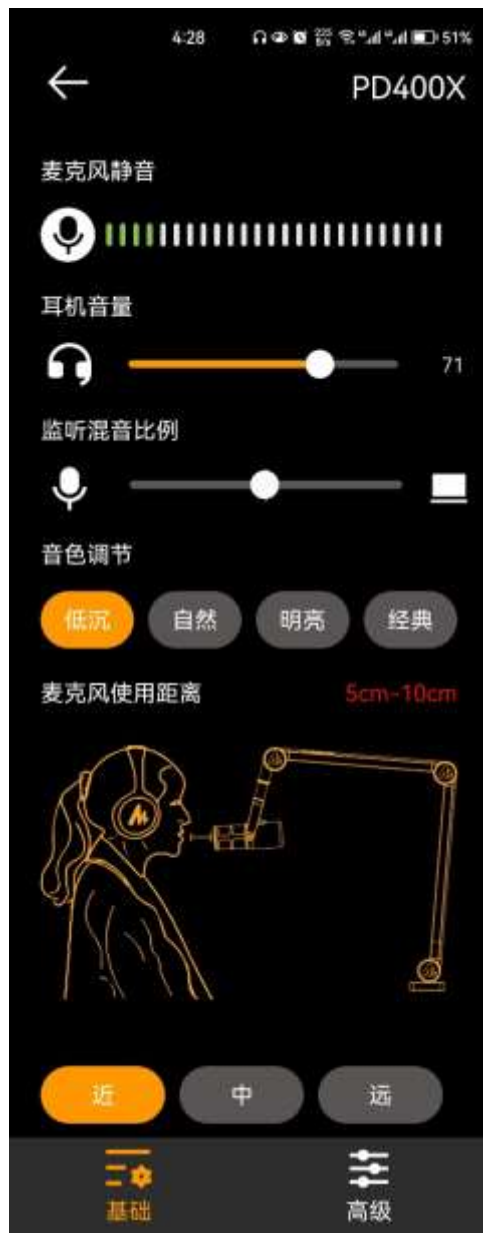 4:28 51%
PD400X
麦克风静音
耳机音量
71
监听混音比例
音色调节
低沉 自然 明亮 经典
麦克风使用距离 5cm~10cm
近 中 远
基础 高级